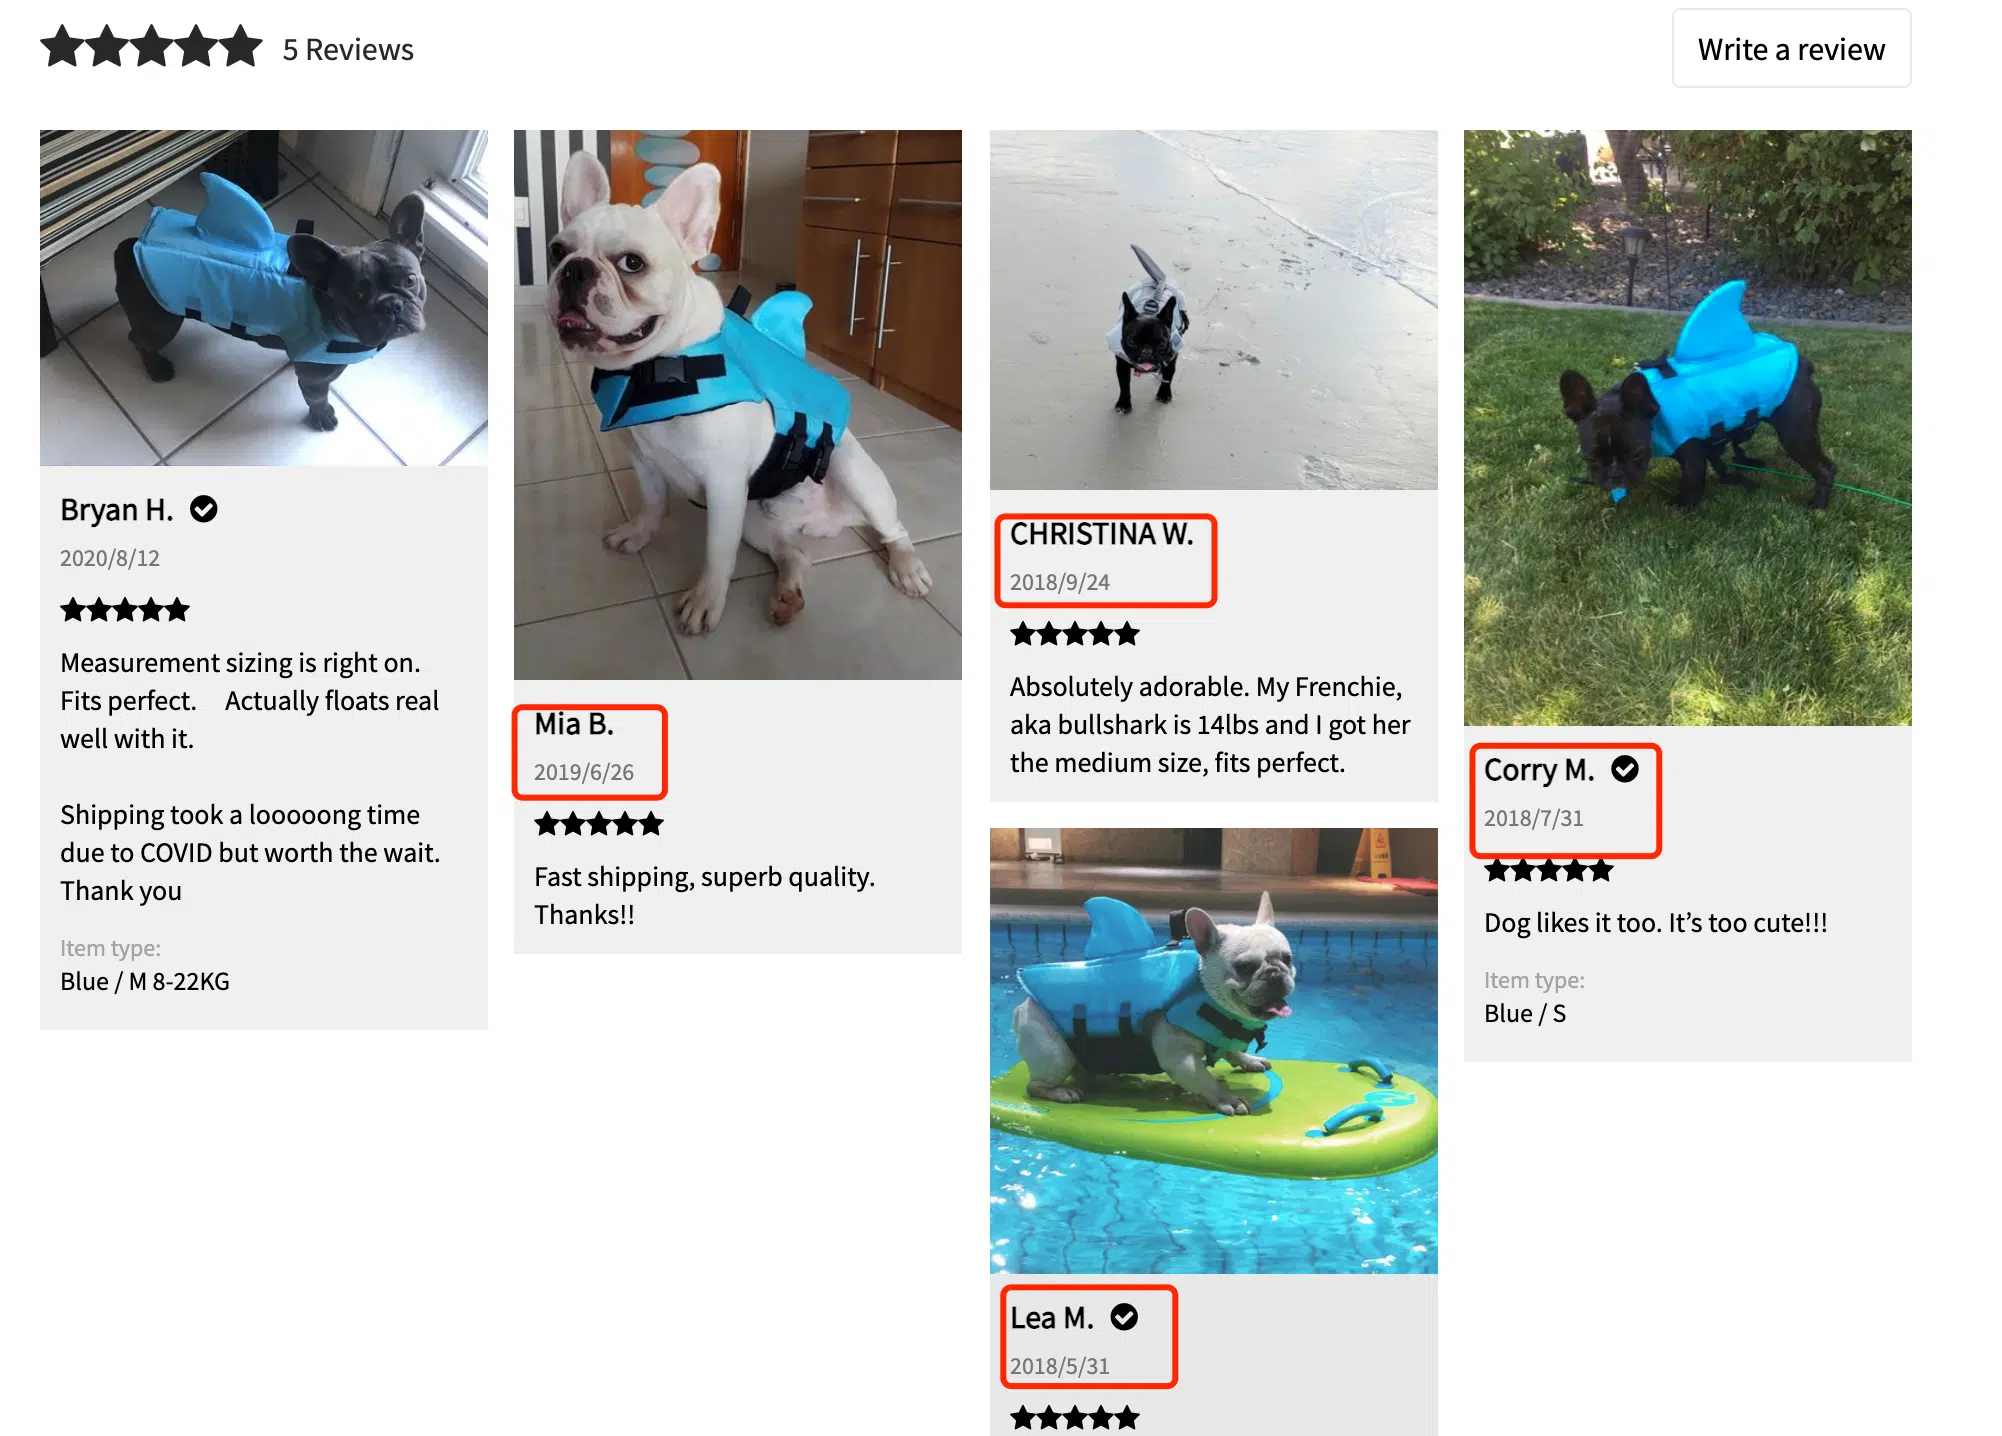 5 Reviews
Write a review
Bryan H.
2020/8/12
Measurement sizing is right on.
Fits perfect. Actually floats real
well with it.
Shipping took a looooong time
due to COVID but worth the wait.
Thank you
Item type:
Blue / M 8-22KG
Mia B.
2019/6/26
Fast shipping, superb quality.
Thanks!!
CHRISTINA W.
2018/9/24
Absolutely adorable. My Frenchie,
aka bullshark is 14lbs and I got her
the medium size, fits perfect.
Lea M.
2018/5/31
Corry M.
2018/7/31
Dog likes it too. It’s too cute!!!
Item type:
Blue / S